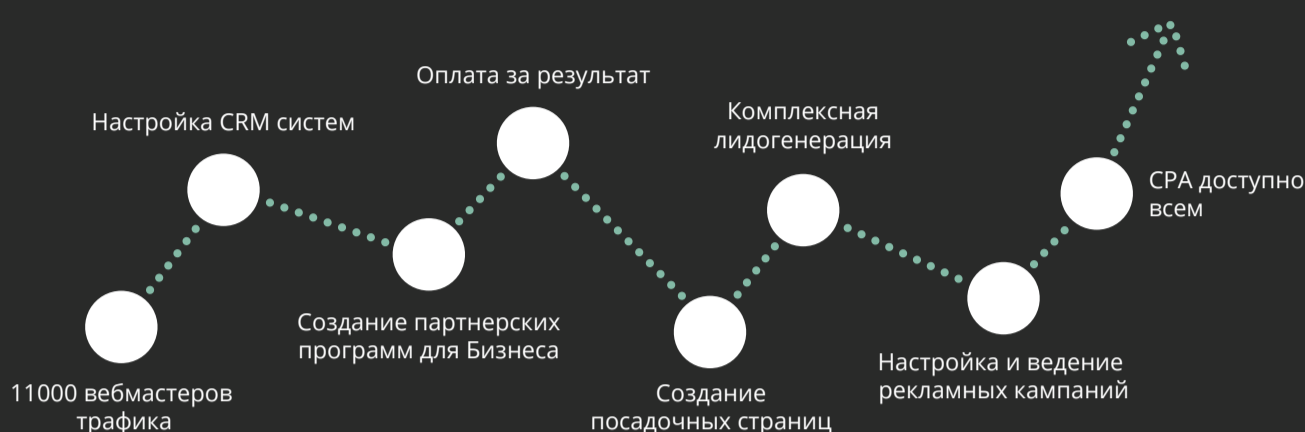 11000 вебмастеров
трафика
Настройка CRM систем
Создание партнерских
программ для Бизнеса
Оплата за результат
Создание
посадочных страниц
Комплексная
лидогенерация
Настройка и ведение
рекламных кампаний
CPA доступно
всем